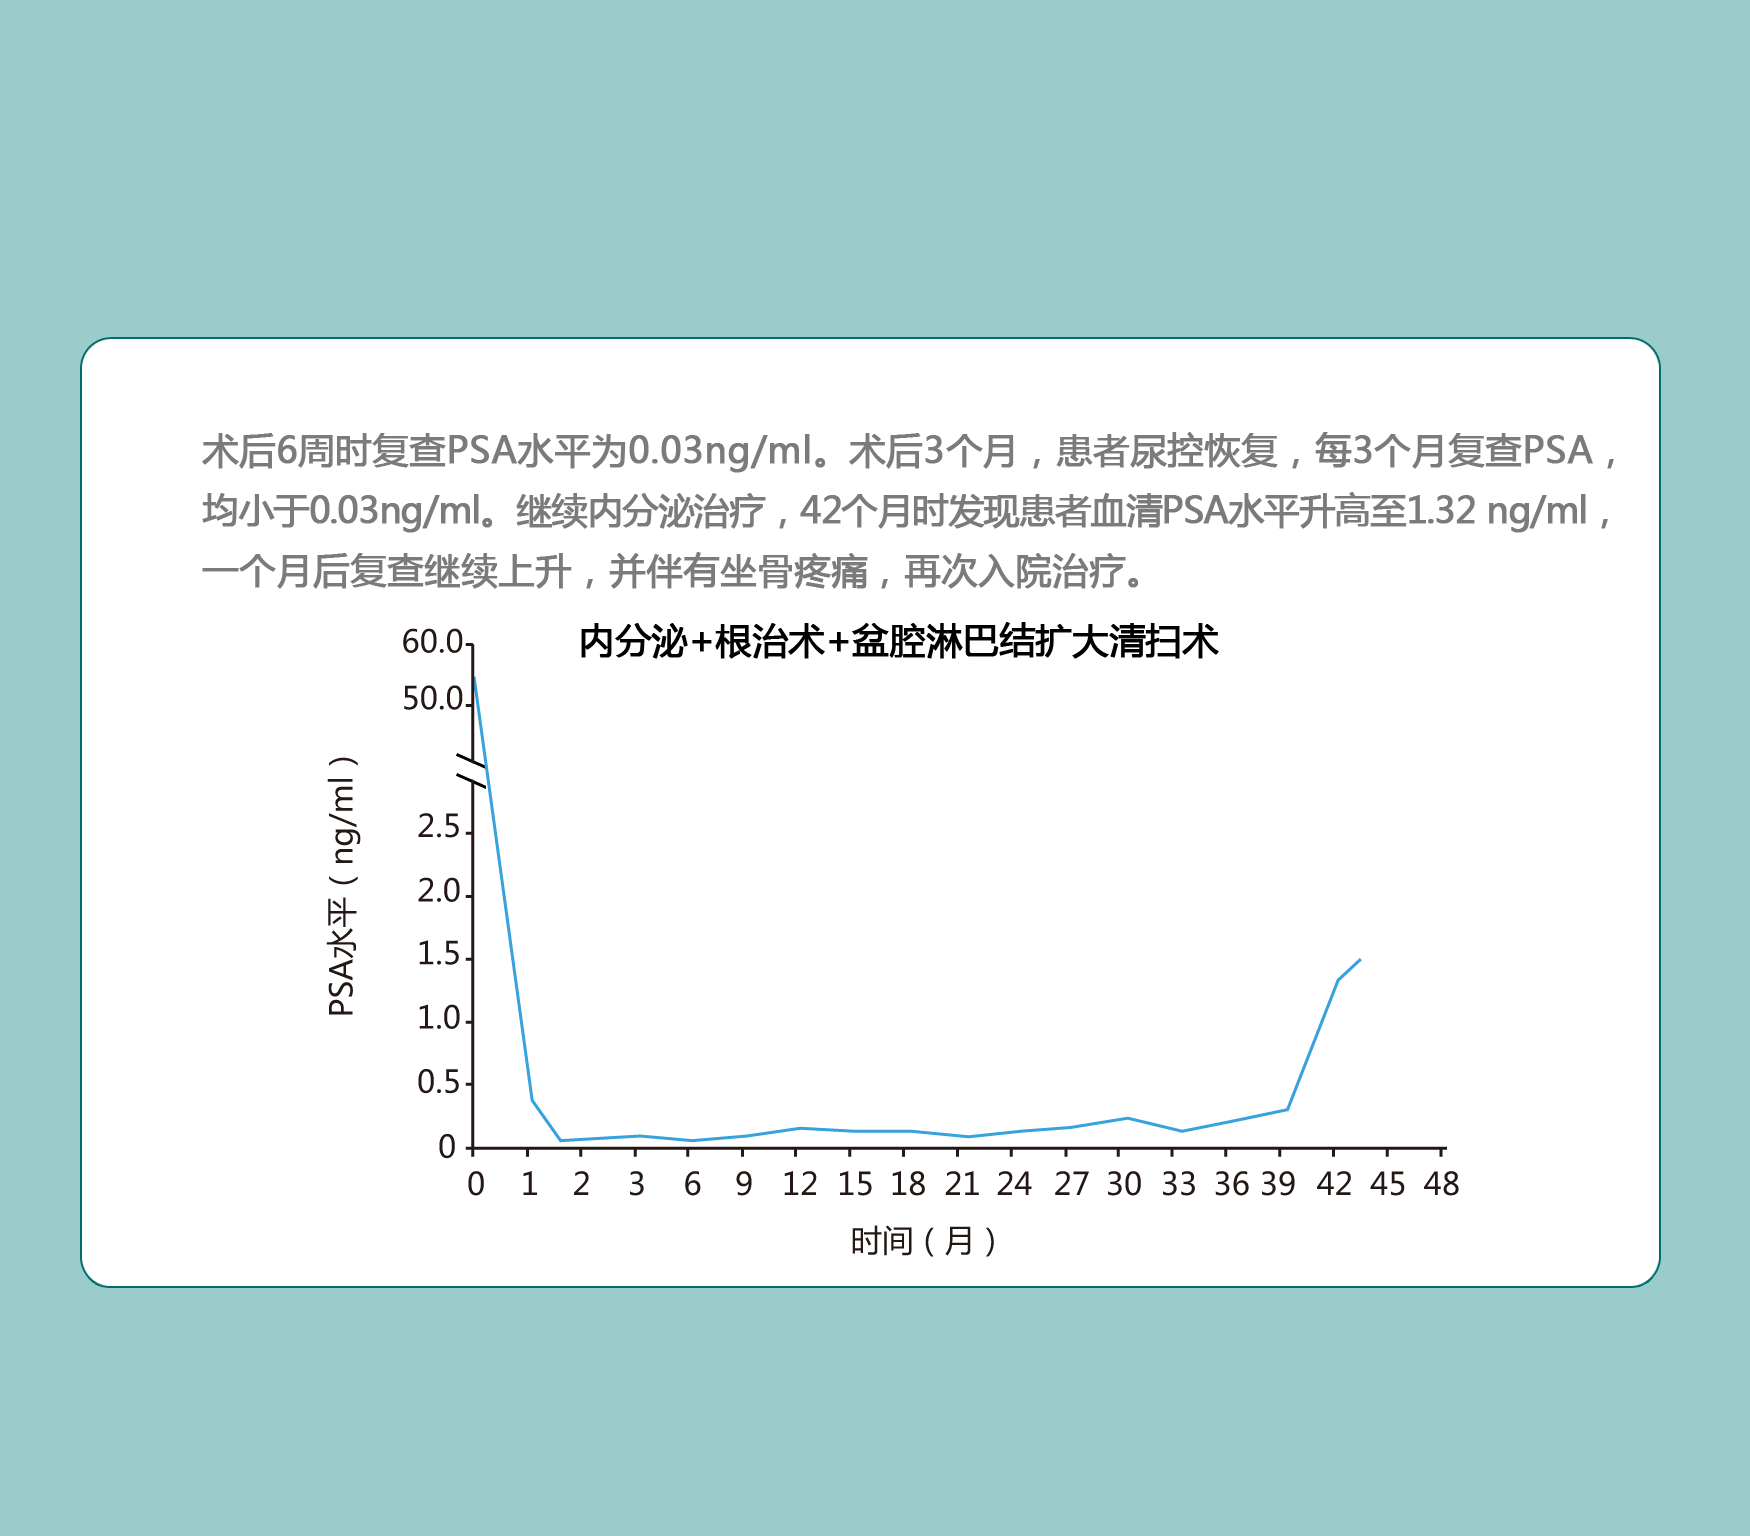 术后6周时复查PSA水平为0.03ng/ml。术后3个月，患者尿控恢复，每3个月复查PSA，
均小于0.03ng/ml。继续内分泌治疗，42个月时发现患者血清PSA水平升高至1.32 ng/ml，
一个月后复查继续上升，并伴有坐骨疼痛，再次入院治疗。
内分泌+根治术+盆腔淋巴结扩大清扫术
60.0
50.0
2.5
2.0
1.5
1.0
0.5
0
PSA水平（ng/ml）
0 1 2 3 6 9 12 15 18 21 24 27 30 33 36 39 42 45 48
时间（月）